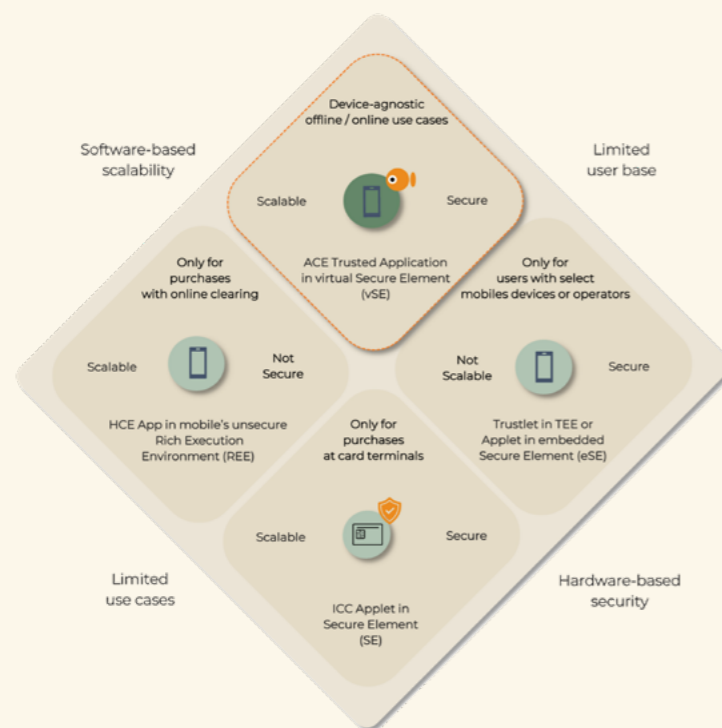 Device-agnostic
offline / online use cases
Software-based
scalability
Limited
user base
Scalable
Secure
ACE Trusted Application
in virtual Secure Element
(vSE)
Only for
purchases
with online clearing
Only for
users with select
mobiles devices or operators
Scalable
Not
Secure
Not
Scalable
Secure
HCE App in mobile's unsecure
Rich Execution
Environment (REE)
Only for
purchases
at card terminals
Trustlet in TEE or
Applet in embedded
Secure Element (eSE)
Scalable
Secure
Limited
use cases
Hardware-based
security
ICC Applet in
Secure Element
(SE)